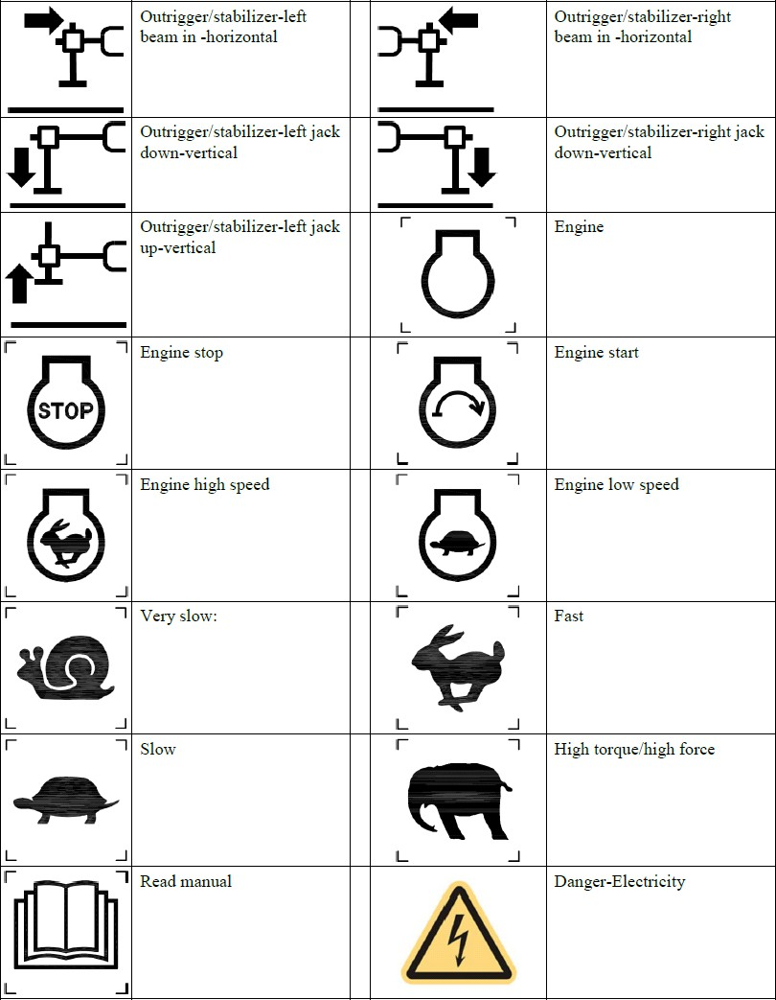 Outrigger/stabilizer-left
beam in -horizontal
Outrigger/stabilizer-right
beam in -horizontal
Outrigger/stabilizer-left jack
down-vertical
Outrigger/stabilizer-right jack
down-vertical
Outrigger/stabilizer-left jack
up-vertical
Engine
Engine stop
STOP
Engine start
Engine high speed
Engine low speed
Very slow:
Fast
Slow
High torque/high force
Read manual
Danger-Electricity